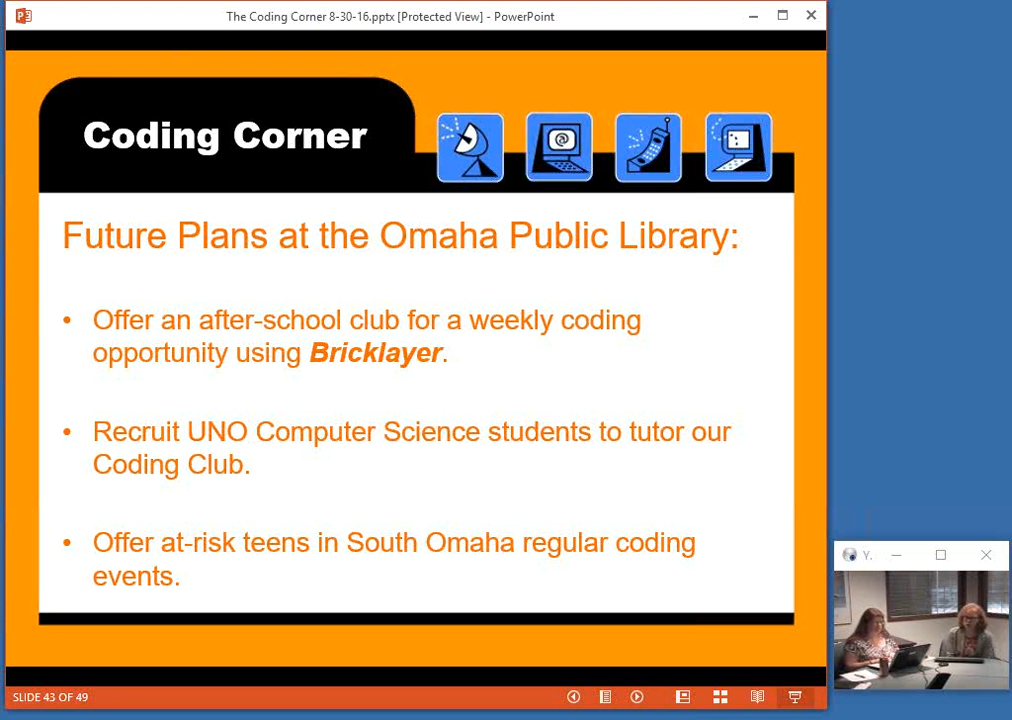 The Coding Corner 8-30-16.pptx [Protected View] - PowerPoint
Coding Corner
Future Plans at the Omaha Public Library:
• Offer an after-school club for a weekly coding
opportunity using Bricklayer.
• Recruit UNO Computer Science students to tutor our
Coding Club.
• Offer at-risk teens in South Omaha regular coding
events.
Y.
SLIDE 43 OF 49